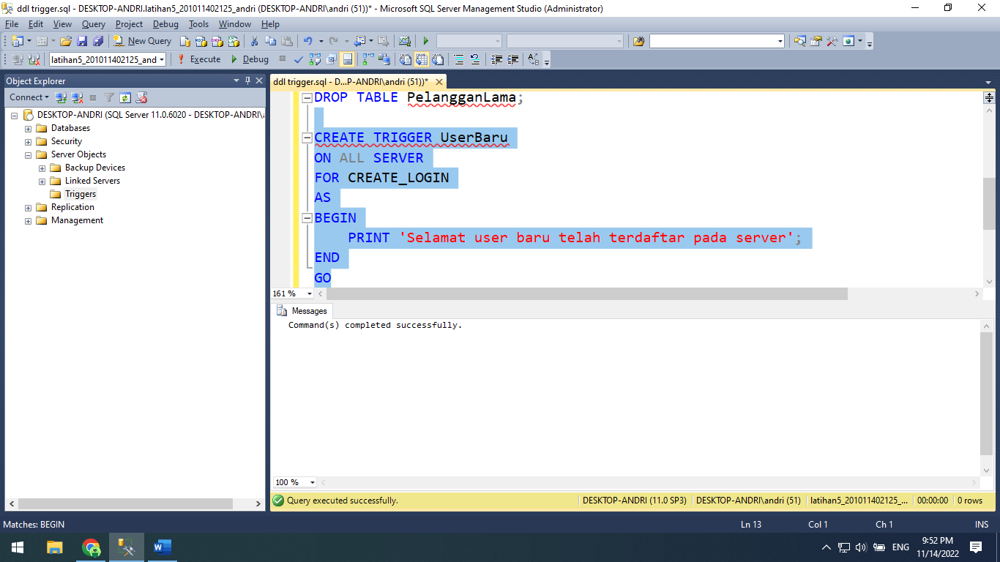 ddl trigger.sql - DESKTOP-ANDRI.latihan5_201011402125_andri (DESKTOP-ANDRI\andri (51))* - Microsoft SQL Server Management Studio (Administrator)
File Edit View Query Project Debug Tools Window Help
New Query
latihan5_201011402125_and Execute Debug
Object Explorer
Connect
DESKTOP-ANDRI (SQL Server 11.0.6020 - DESKTOP-ANDRI\
Databases
Security
Server Objects
Backup Devices
Linked Servers
Triggers
Replication
Management
ddl trigger.sql - D...P-ANDRI\andri (51))*
DROP TABLE PelangganLama;
CREATE TRIGGER UserBaru
ON ALL SERVER
FOR CREATE_LOGIN
AS
BEGIN
PRINT 'Selamat user baru telah terdaftar pada server';
END
GO
161 %
Messages
Command(s) completed successfully.
100 %
Query executed successfully. DESKTOP-ANDRI (11.0 SP3) DESKTOP-ANDRI\andri (51) latihan5_201011402125_... 00:00:00 0 rows
Matches: BEGIN Ln 13 Col 1 Ch 1 INS
ENG
9:52 PM
11/14/2022